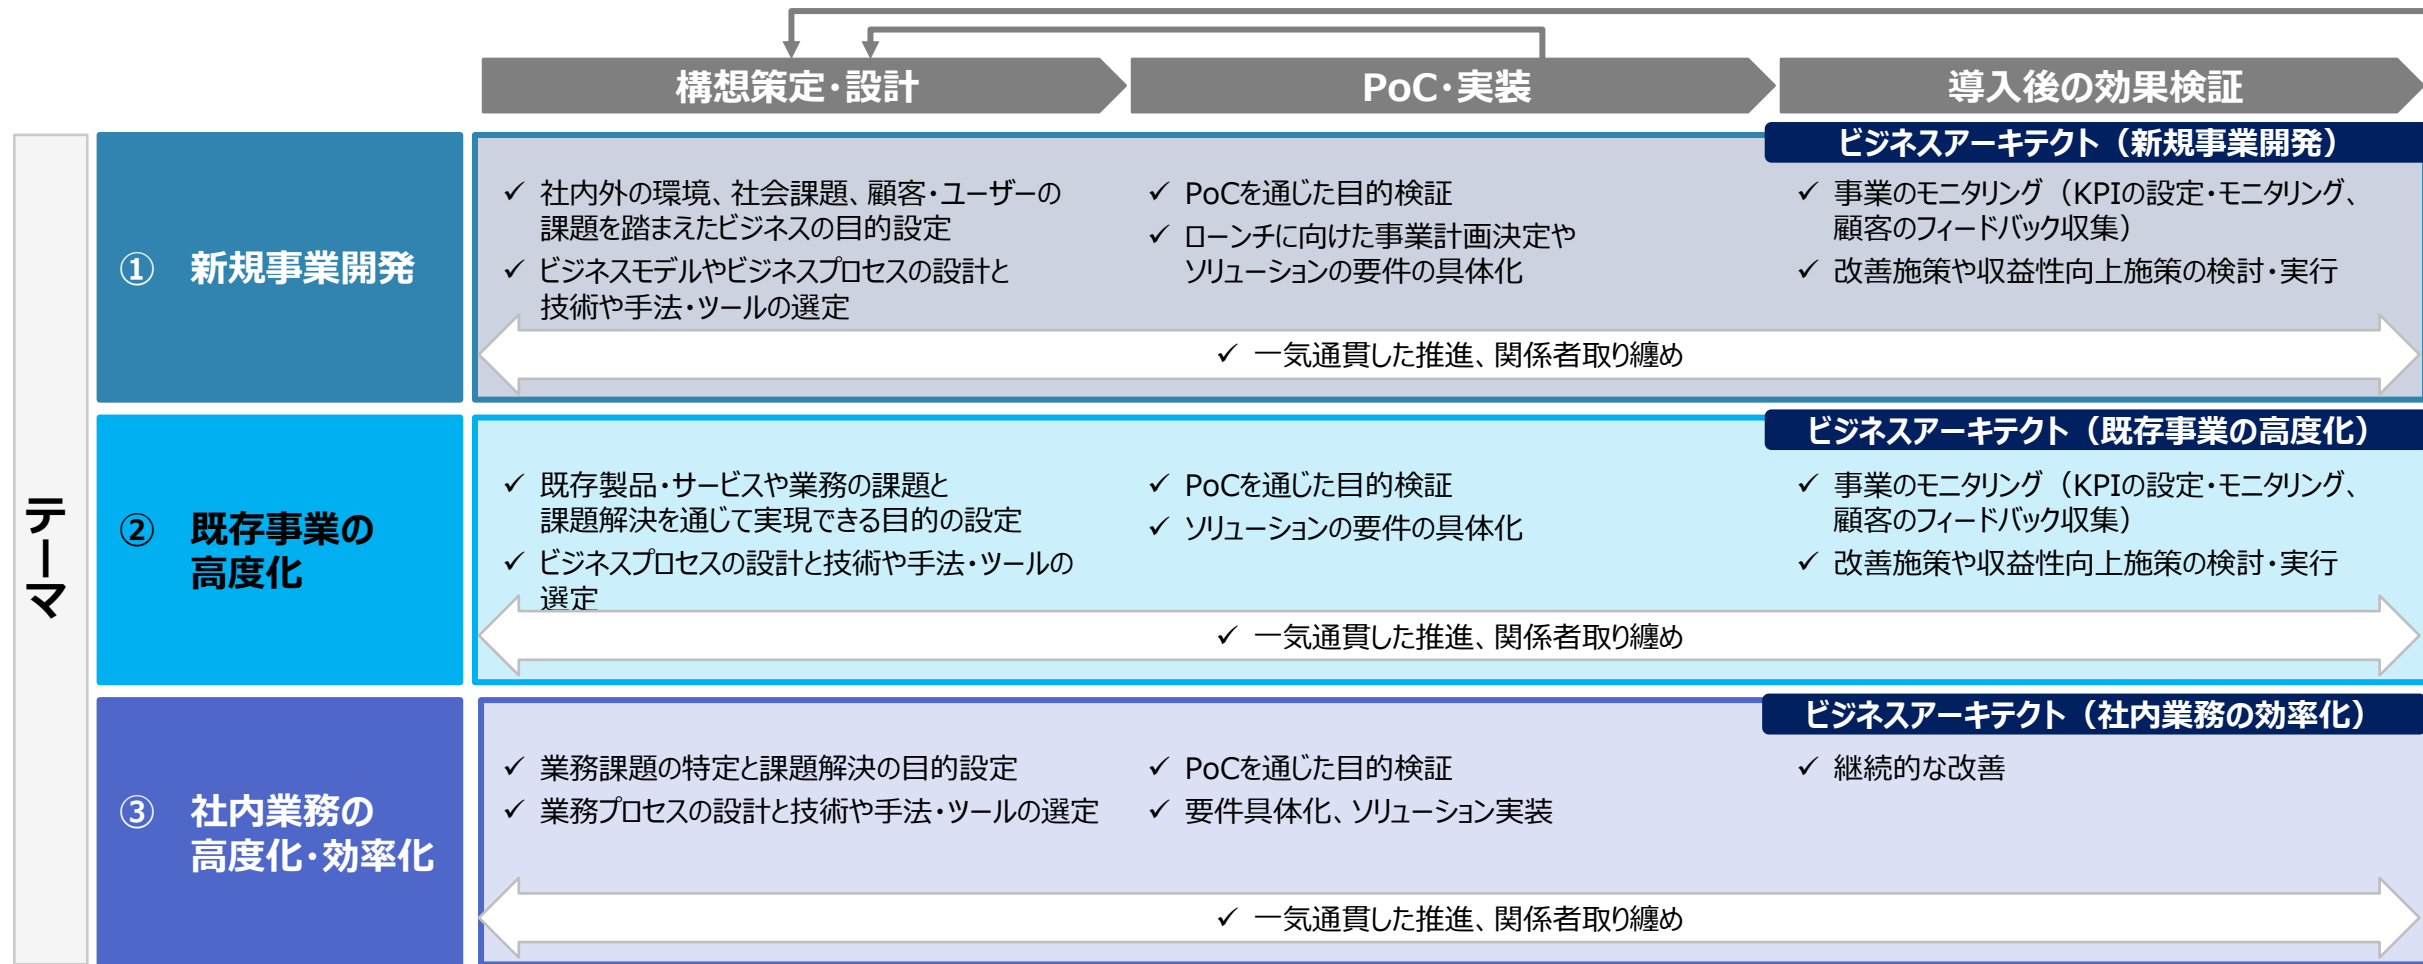 構想策定・設計
PoC・実装
導入後の効果検証
テーマ
① 新規事業開発
ビジネスアーキテクト（新規事業開発）
✓ 社内外の環境、社会課題、顧客・ユーザーの
課題を踏まえたビジネスの目的設定
✓ ビジネスモデルやビジネスプロセスの設計と
技術や手法・ツールの選定
✓ PoCを通じた目的検証
✓ ローンチに向けた事業計画決定や
ソリューションの要件の具体化
✓ 事業のモニタリング（KPIの設定・モニタリング、
顧客のフィードバック収集）
✓ 改善施策や収益性向上施策の検討・実行
✓ 一気通貫した推進、関係者取り纏め
② 既存事業の
高度化
ビジネスアーキテクト（既存事業の高度化）
✓ 既存製品・サービスや業務の課題と
課題解決を通じて実現できる目的の設定
✓ ビジネスプロセスの設計と技術や手法・ツールの
選定
✓ PoCを通じた目的検証
✓ ソリューションの要件の具体化
✓ 事業のモニタリング（KPIの設定・モニタリング、
顧客のフィードバック収集）
✓ 改善施策や収益性向上施策の検討・実行
✓ 一気通貫した推進、関係者取り纏め
③ 社内業務の
高度化・効率化
ビジネスアーキテクト（社内業務の効率化）
✓ 業務課題の特定と課題解決の目的設定
✓ 業務プロセスの設計と技術や手法・ツールの選定
✓ PoCを通じた目的検証
✓ 要件具体化、ソリューション実装
✓ 継続的な改善
✓ 一気通貫した推進、関係者取り纏め